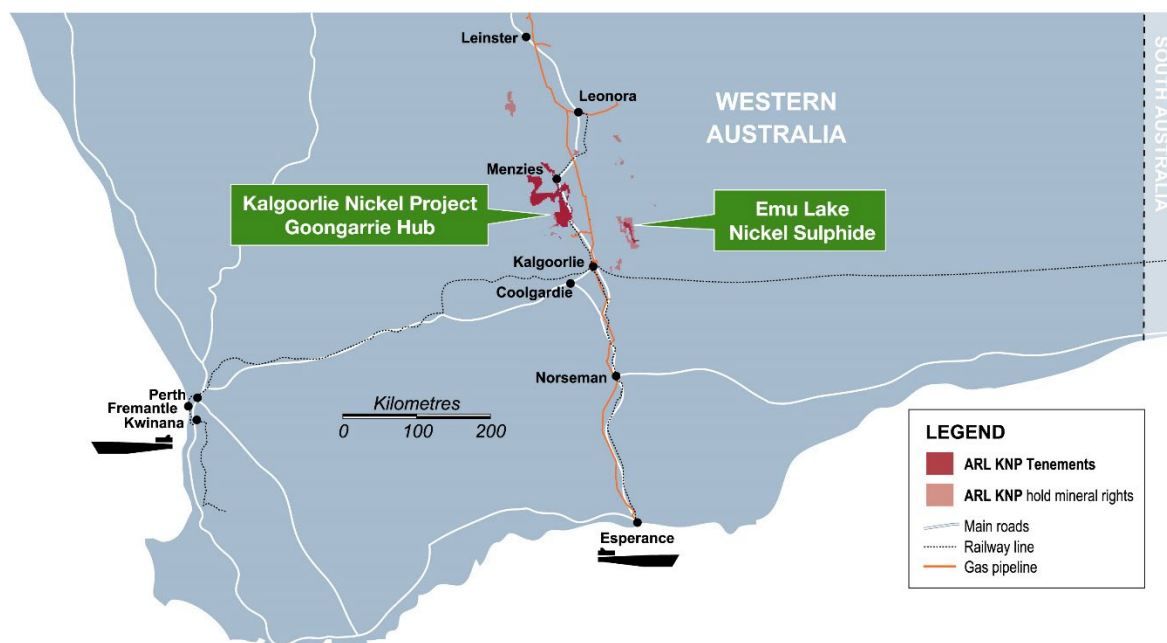 Leinster
Leonora
WESTERN
AUSTRALIA
SOUTH AUSTRALIA
Menzies
Kalgoorlie Nickel Project
Goongarrie Hub
Emu Lake
Nickel Sulphide
Kalgoorlie
Coolgardie
Norseman
Perth
Fremantle
Kwinana
Kilometres
0 100 200
Esperance
LEGEND
ARL KNP Tenements
ARL KNP hold mineral rights
Main roads
Railway line
Gas pipeline